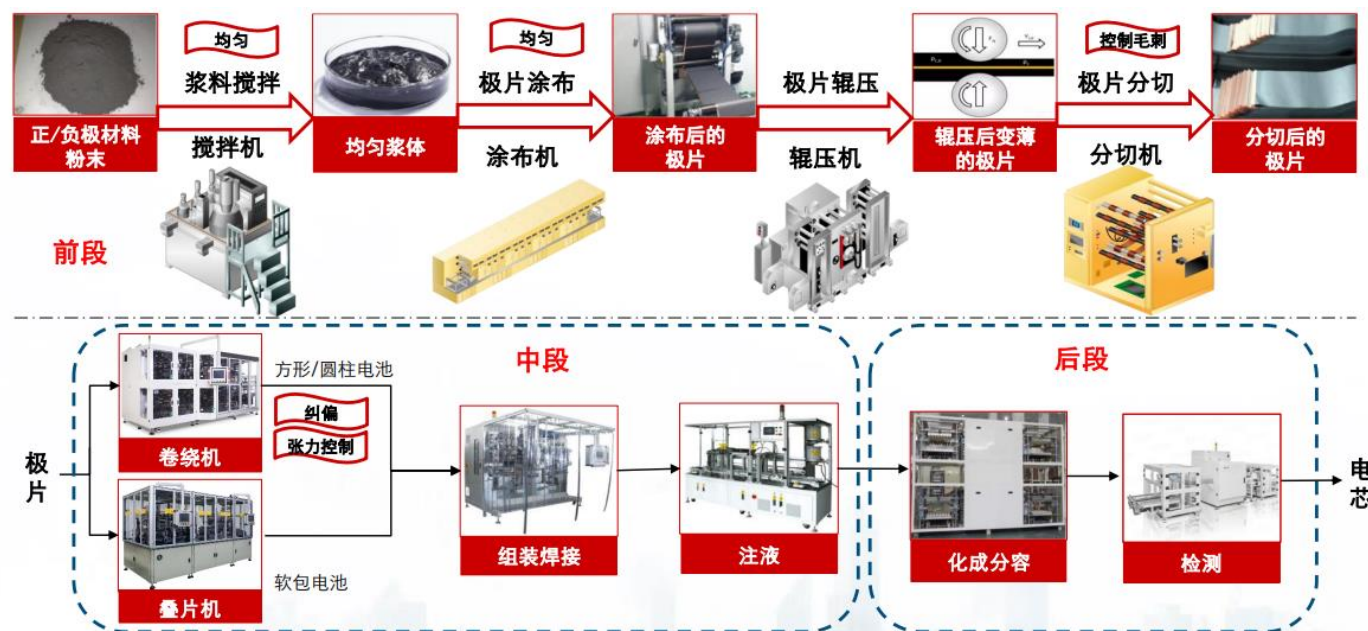 均匀
浆料搅拌
均匀
极片涂布
极片辊压
控制毛刺
极片分切
正/负极材料
粉末
搅拌机
均匀浆体
涂布机
涂布后的
极片
辊压机
辊压后变薄
的极片
分切机
分切后的
极片
前段
中段
后段
极
片
方形/圆柱电池
纠偏
张力控制
卷绕机
软包电池
叠片机
组装焊接
注液
化成分容
检测
电
芯